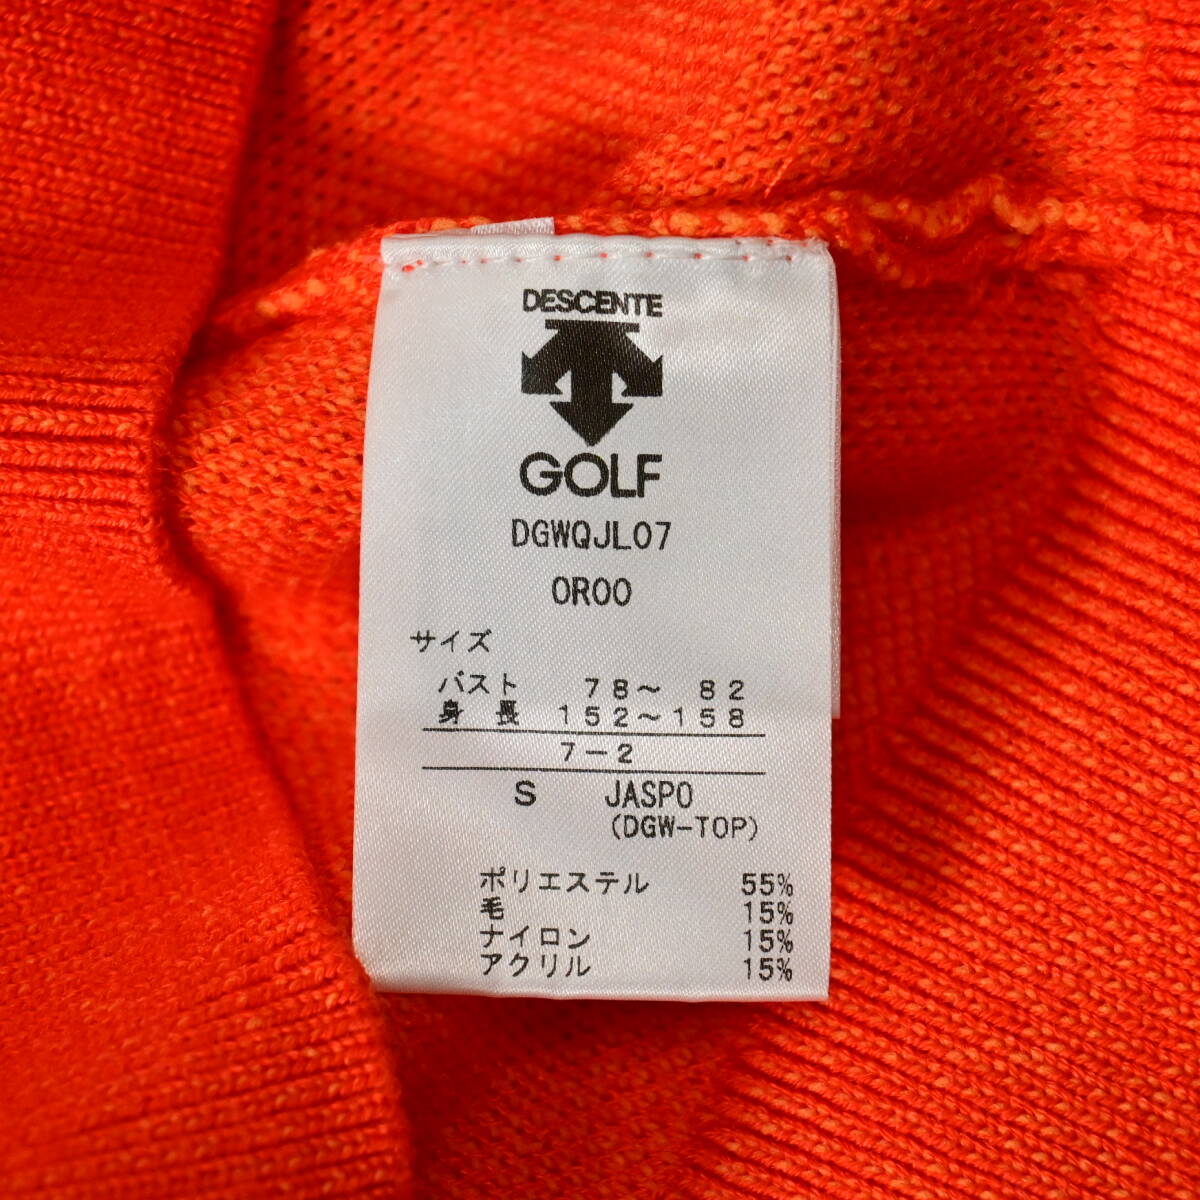 DESCENTE
GOLF
DGWQJL07
OR00
サイズ
バスト 78～ 82
身 長 152～158
7－2
S JASPO
(DGW-TOP)
ポリエステル 55%
毛 15%
ナイロン 15%
アクリル 15%